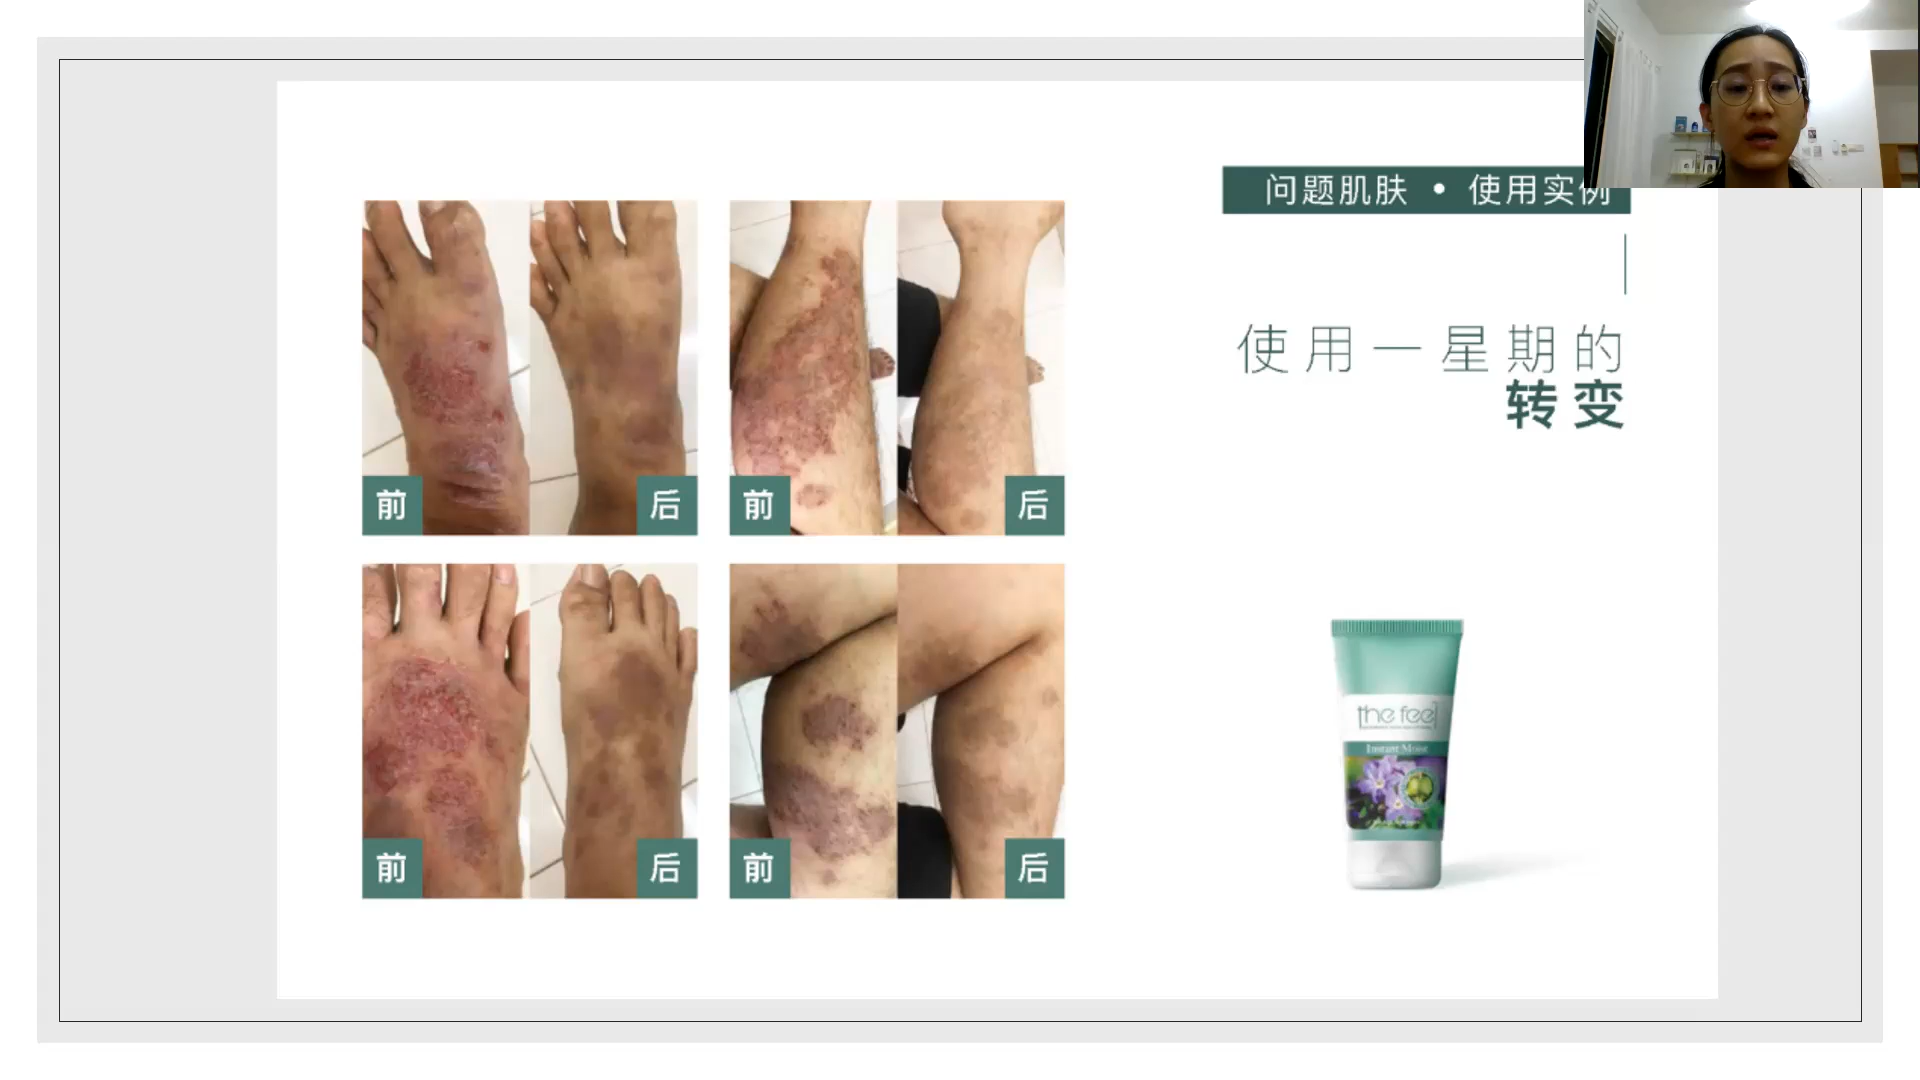 问题肌肤 • 使用实例
使用一星期的
转变
前
后
前
后
前
后
前
后
the feel
Instant Moist